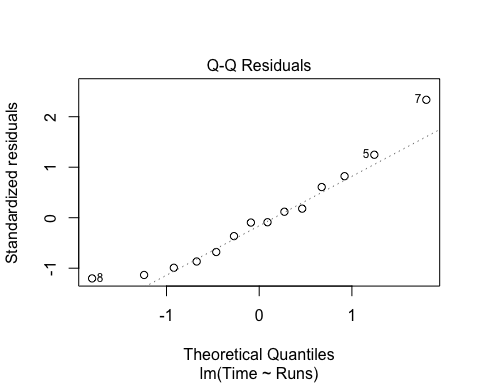 Q-Q Residuals
Standardized residuals
2
1
0
-1
7
5
8
-1
0
1
Theoretical Quantiles
lm(Time ~ Runs)